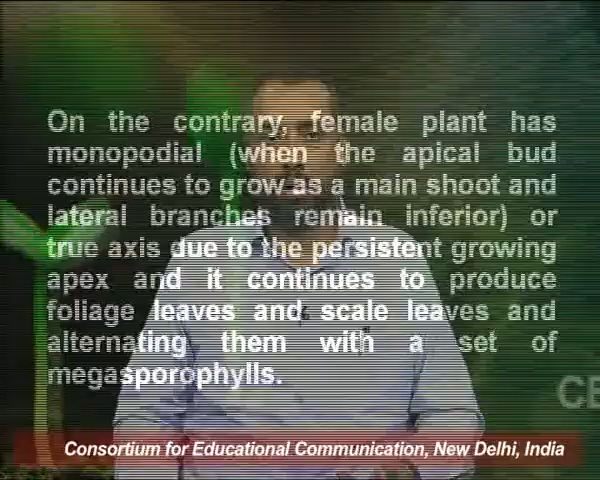 On the contrary, female plant has
monopodial (when the apical bud
continues to grow as a main shoot and
lateral branches remain inferior) or
true axis due to the persistent growing
apex and it continues to produce
foliage leaves and scale leaves and
alternating them with a set of
megasporophylls.
CE
Consortium for Educational Communication, New Delhi, India